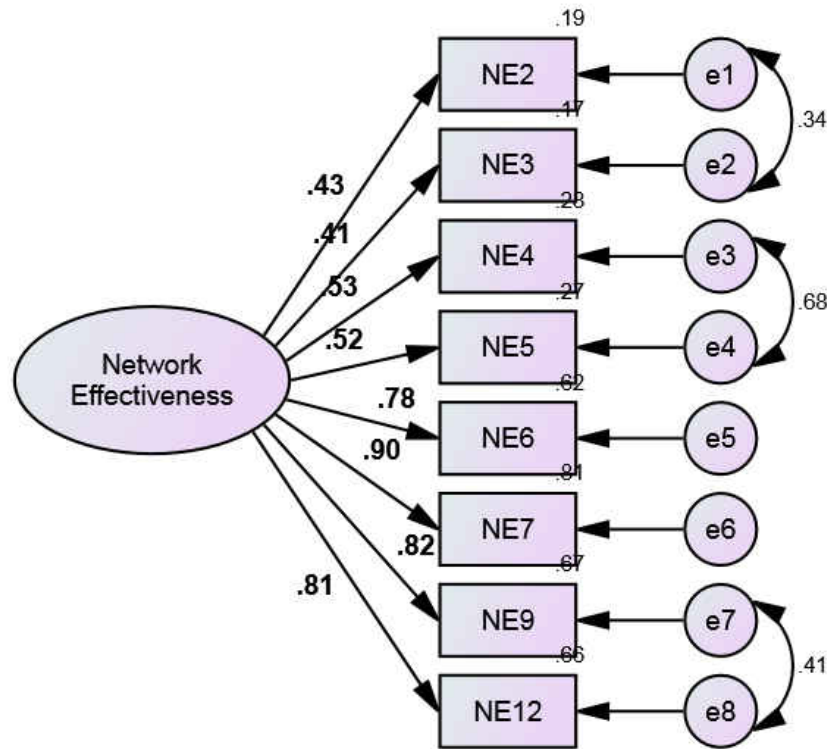 .19
NE2
e1
.34
.17
NE3
e2
.43
.41
.28
NE4
e3
.53
.27
.68
.52
NE5
e4
Network
Effectiveness
.62
.78
NE6
e5
.90
.81
NE7
e6
.82
.67
.81
NE9
e7
.41
.66
NE12
e8